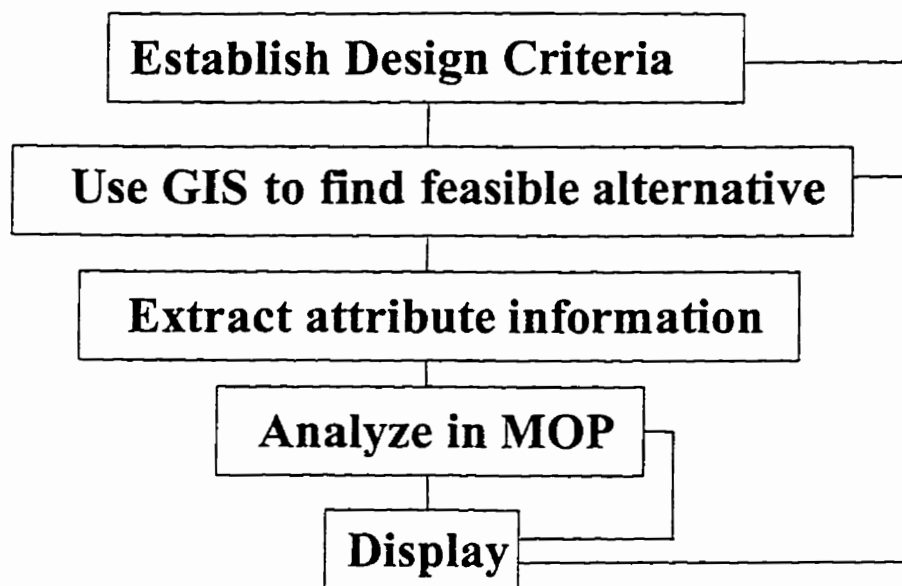 Establish Design Criteria
Use GIS to find feasible alternative
Extract attribute information
Analyze in MOP
Display